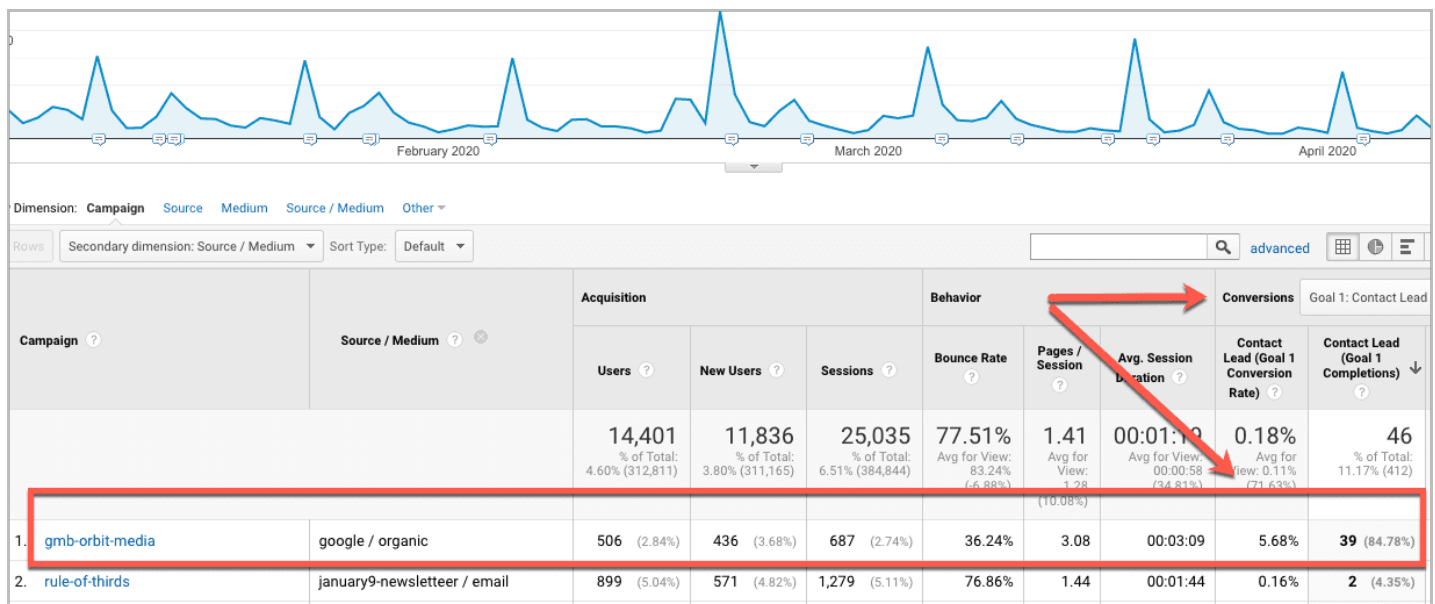 February 2020
March 2020
April 2020
Dimension: Campaign Source Medium Source / Medium Other
Rows Secondary dimension: Source / Medium Sort Type: Default advanced
Acquisition Behavior Conversions Goal 1: Contact Lead
Campaign ? Source / Medium ?
Users ? New Users ? Sessions ? Bounce Rate ? Pages / Session ? Avg. Session Duration ? Contact Lead (Goal 1 Conversion Rate) ? Contact Lead (Goal 1 Completions) ?
14,401 11,836 25,035 77.51% 1.41 00:01:19 0.18% 46
% of Total: 4.60% (312,811) % of Total: 3.80% (311,165) % of Total: 6.51% (384,844) Avg for View: 83.24% (-6.88%) Avg for View: 1.28 (10.08%) Avg for View: 00:00:58 (34.81%) Avg for View: 0.11% (71.63%) % of Total: 11.17% (412)
1. gmb-orbit-media google / organic 506 (2.84%) 436 (3.68%) 687 (2.74%) 36.24% 3.08 00:03:09 5.68% 39 (84.78%)
2. rule-of-thirds january9-newsletteer / email 899 (5.04%) 571 (4.82%) 1,279 (5.11%) 76.86% 1.44 00:01:44 0.16% 2 (4.35%)